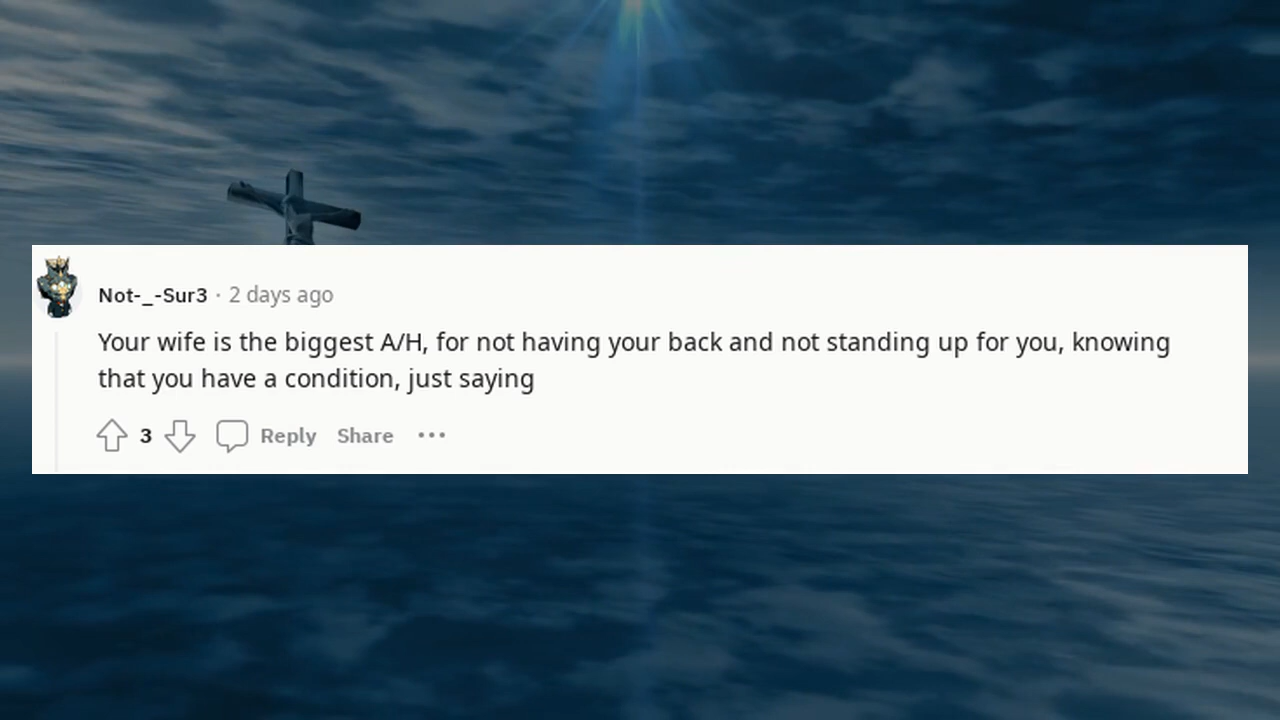 Not-_-Sur3 · 2 days ago
Your wife is the biggest A/H, for not having your back and not standing up for you, knowing
that you have a condition, just saying
3 Reply Share •••